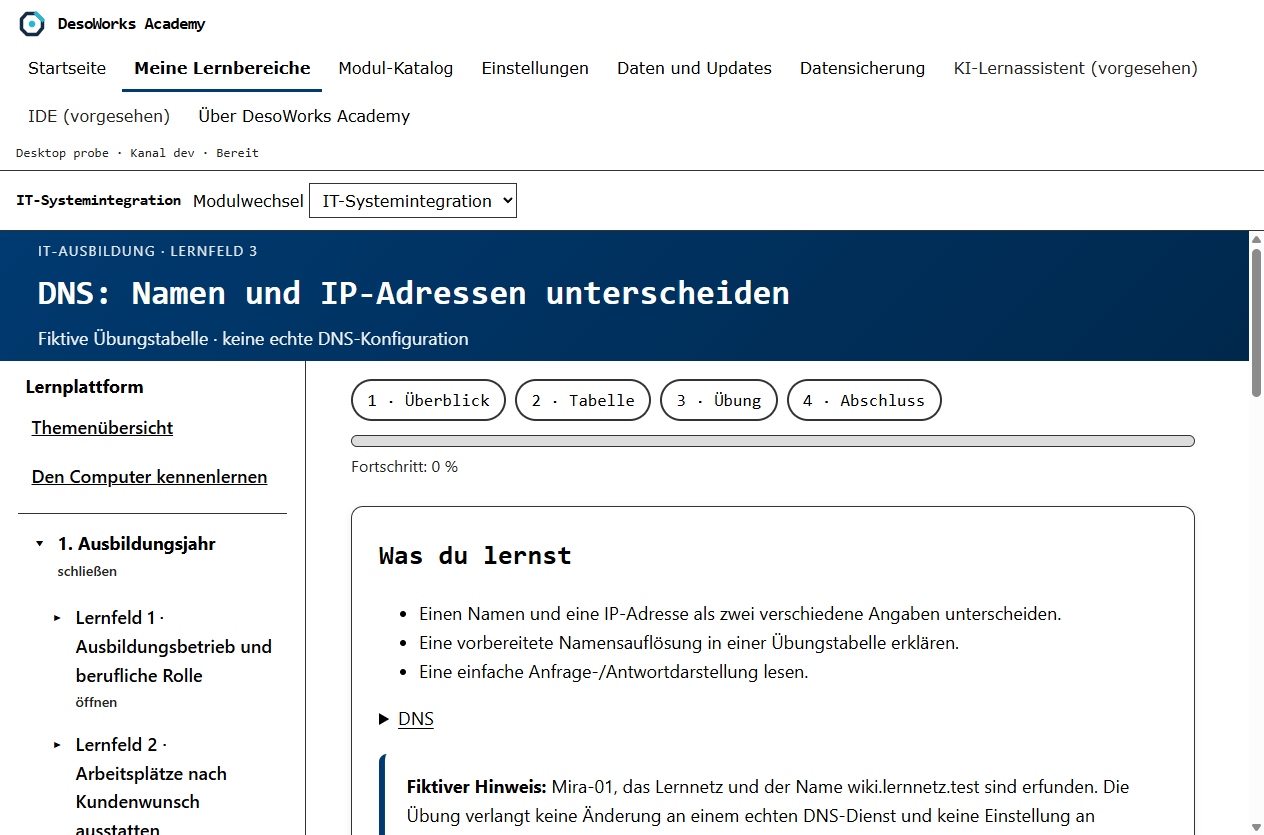 DesoWorks Academy
Startseite Meine Lernbereiche Modul-Katalog Einstellungen Daten und Updates Datensicherung KI-Lernassistent (vorgesehen)
IDE (vorgesehen) Über DesoWorks Academy
Desktop probe · Kanal dev · Bereit
IT-Systemintegration Modulwechsel IT-Systemintegration
IT-AUSBILDUNG · LERNFELD 3
DNS: Namen und IP-Adressen unterscheiden
Fiktive Übungstabelle · keine echte DNS-Konfiguration
Lernplattform
Themenübersicht
Den Computer kennenlernen
1. Ausbildungsjahr
schließen
Lernfeld 1 ·
Ausbildungsbetrieb und
berufliche Rolle
öffnen
Lernfeld 2 ·
Arbeitsplätze nach
Kundenwunsch
ausstatten
1 · Überblick 2 · Tabelle 3 · Übung 4 · Abschluss
Fortschritt: 0 %
Was du lernst
• Einen Namen und eine IP-Adresse als zwei verschiedene Angaben unterscheiden.
• Eine vorbereitete Namensauflösung in einer Übungstabelle erklären.
• Eine einfache Anfrage-/Antwortdarstellung lesen.
DNS
Fiktiver Hinweis: Mira-01, das Lernnetz und der Name wiki.lernnetz.test sind erfunden. Die
Übung verlangt keine Änderung an einem echten DNS-Dienst und keine Einstellung an